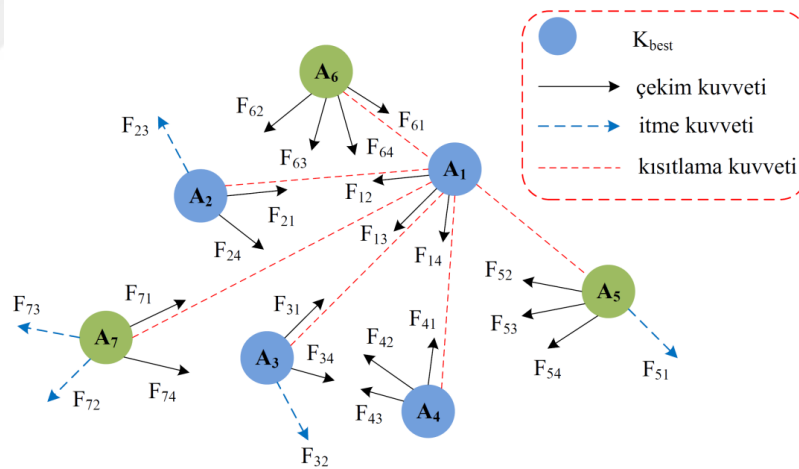 K_best
çekim kuvveti
itme kuvveti
kısıtlama kuvveti
A₆
F₆₂
F₆₃
F₆₄
F₆₁
F₂₃
A₂
F₂₁
F₂₄
A₁
F₁₂
F₁₃
F₁₄
A₅
F₅₂
F₅₃
F₅₄
F₅₁
F₇₃
F₇₁
A₇
F₇₂
F₇₄
F₃₁
A₃
F₃₄
F₃₂
F₄₂
F₄₁
F₄₃
A₄